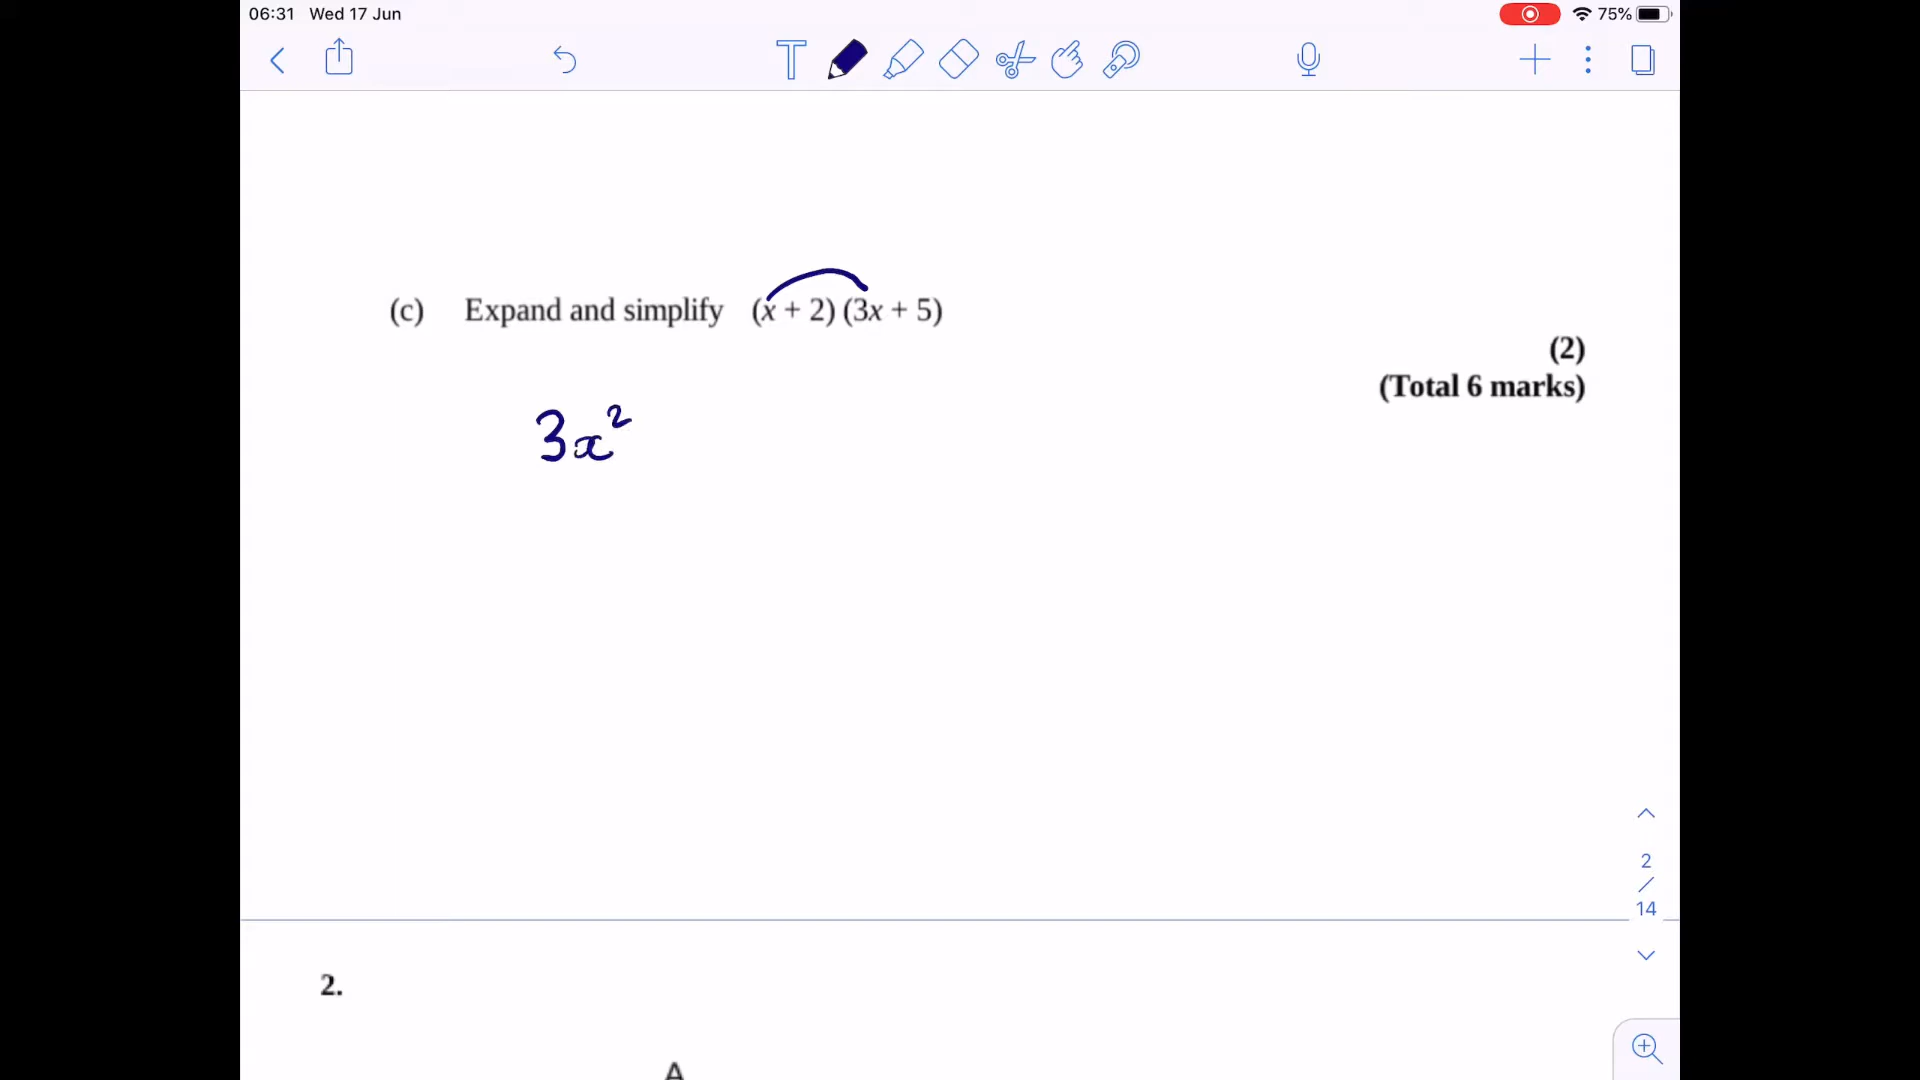 06:31 Wed 17 Jun
75%
T
(c) Expand and simplify (x + 2) (3x + 5)
(2)
(Total 6 marks)
3x²
2
/
14
2.
A